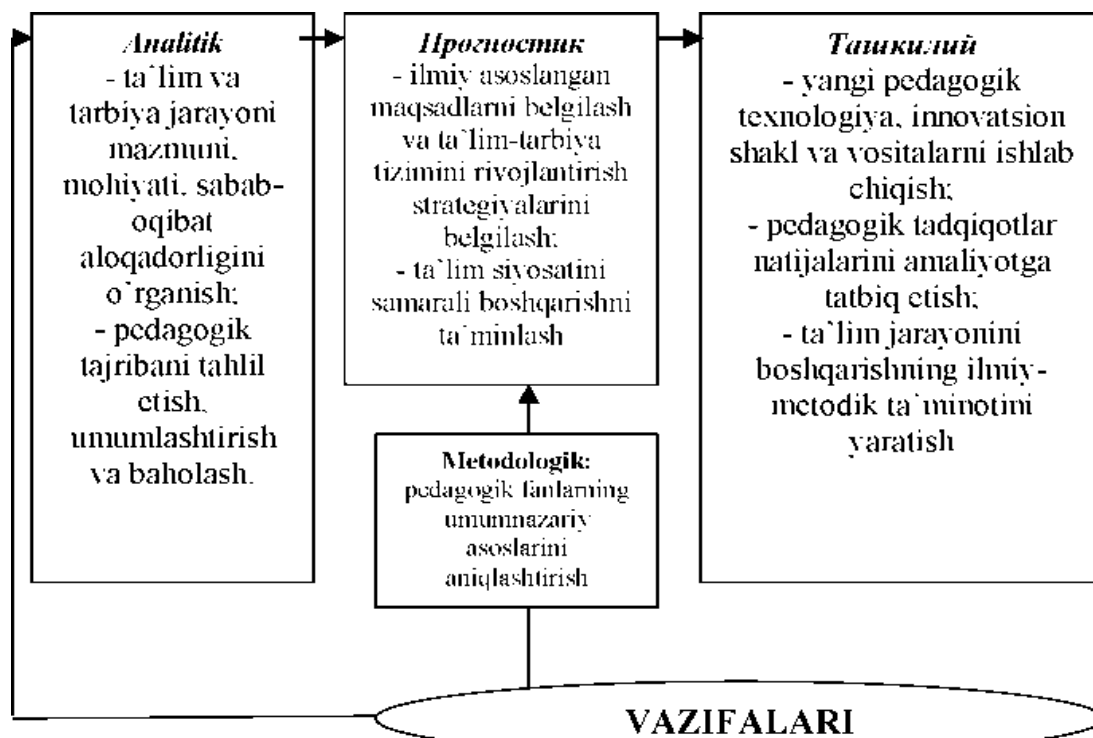 Analitik
- ta`lim va
tarbiya jarayoni
mazmuni,
mohiyati, sabab-
oqibat
aloqadorligini
o`rganish;
- pedagogik
tajribani tahlil
etish,
umumlashtirish
va baholash.
Прогностик
- ilmiy asoslangan
maqsadlarni belgilash
va ta`lim-tarbiya
tizimini rivojlantirish
strategiyalarini
belgilash;
- ta`lim siyosatini
samarali boshqarishni
ta`minlash
Ташкилий
- yangi pedagogik
texnologiya, innovatsion
shakl va vositalarni ishlab
chiqish;
- pedagogik tadqiqotlar
natijalarini amaliyotga
tatbiq etish;
- ta`lim jarayonini
boshqarishning ilmiy-
metodik ta`minotini
yaratish
Metodologik:
pedagogik fanlarning
umumnazariy
asoslarini
aniqlashtirish
VAZIFALARI